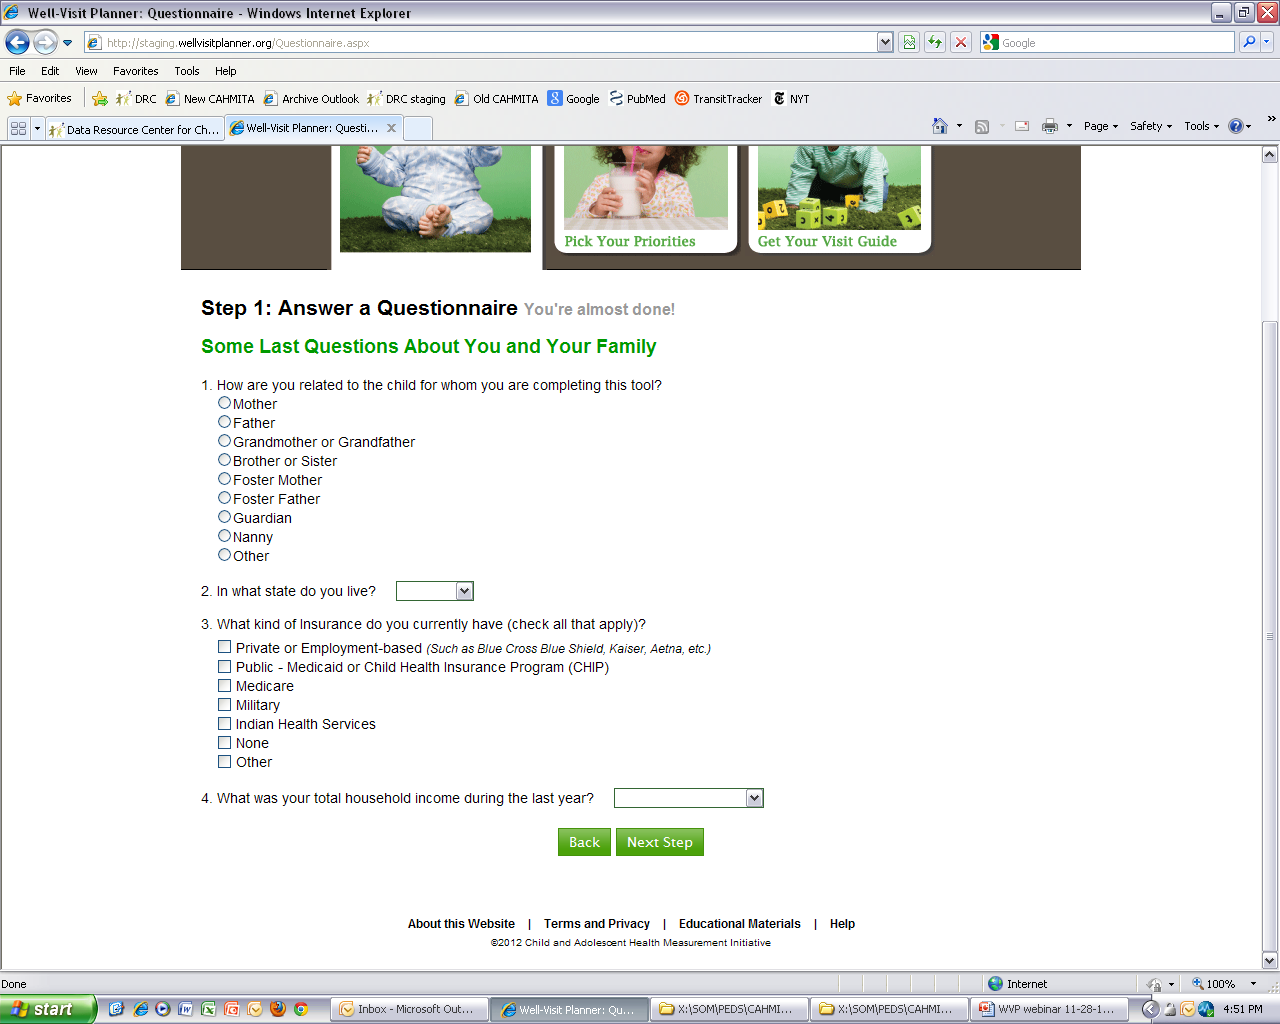 Well-Visit Planner: Questionnaire - Windows Internet Explorer
http://staging.wellvisitplanner.org/Questionnaire.aspx
Google
File Edit View Favorites Tools Help
Favorites DRC New CAHMITA Archive Outlook DRC staging Old CAHMITA Google PubMed TransitTracker NYT
Data Resource Center for Ch... Well-Visit Planner: Questi... Page Safety Tools
Pick Your Priorities Get Your Visit Guide
Step 1: Answer a Questionnaire You're almost done!
Some Last Questions About You and Your Family
1. How are you related to the child for whom you are completing this tool?
Mother
Father
Grandmother or Grandfather
Brother or Sister
Foster Mother
Foster Father
Guardian
Nanny
Other
2. In what state do you live?
3. What kind of Insurance do you currently have (check all that apply)?
Private or Employment-based (Such as Blue Cross Blue Shield, Kaiser, Aetna, etc.)
Public - Medicaid or Child Health Insurance Program (CHIP)
Medicare
Military
Indian Health Services
None
Other
4. What was your total household income during the last year?
Back Next Step
About this Website | Terms and Privacy | Educational Materials | Help
©2012 Child and Adolescent Health Measurement Initiative
Done Internet 100%
start Inbox - Microsoft Out... Well-Visit Planner: Qu... X:\SOM\PEDS\CAHMI... X:\SOM\PEDS\CAHMI... WVP webinar 11-28-1... 4:51 PM